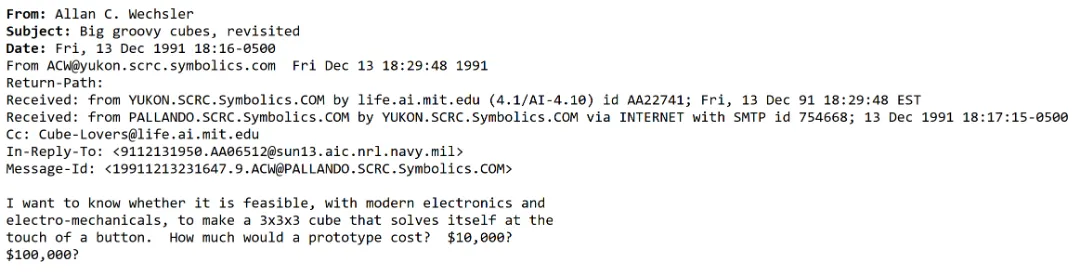 From: Allan C. Wechsler
Subject: Big groovy cubes, revisited
Date: Fri, 13 Dec 1991 18:16-0500
From ACW@yukon.scrc.symbolics.com  Fri Dec 13 18:29:48 1991
Return-Path:
Received: from YUKON.SCRC.Symbolics.COM by life.ai.mit.edu (4.1/AI-4.10) id AA22741; Fri, 13 Dec 91 18:29:48 EST
Received: from PALLANDO.SCRC.Symbolics.COM by YUKON.SCRC.Symbolics.COM via INTERNET with SMTP id 754668; 13 Dec 1991 18:17:15-0500
Cc: Cube-Lovers@life.ai.mit.edu
In-Reply-To: <9112131950.AA06512@sun13.aic.nrl.navy.mil>
Message-Id: <19911213231647.9.ACW@PALLANDO.SCRC.Symbolics.COM>
I want to know whether it is feasible, with modern electronics and
electro-mechanicals, to make a 3x3x3 cube that solves itself at the
touch of a button.  How much would a prototype cost?  $10,000?
$100,000?